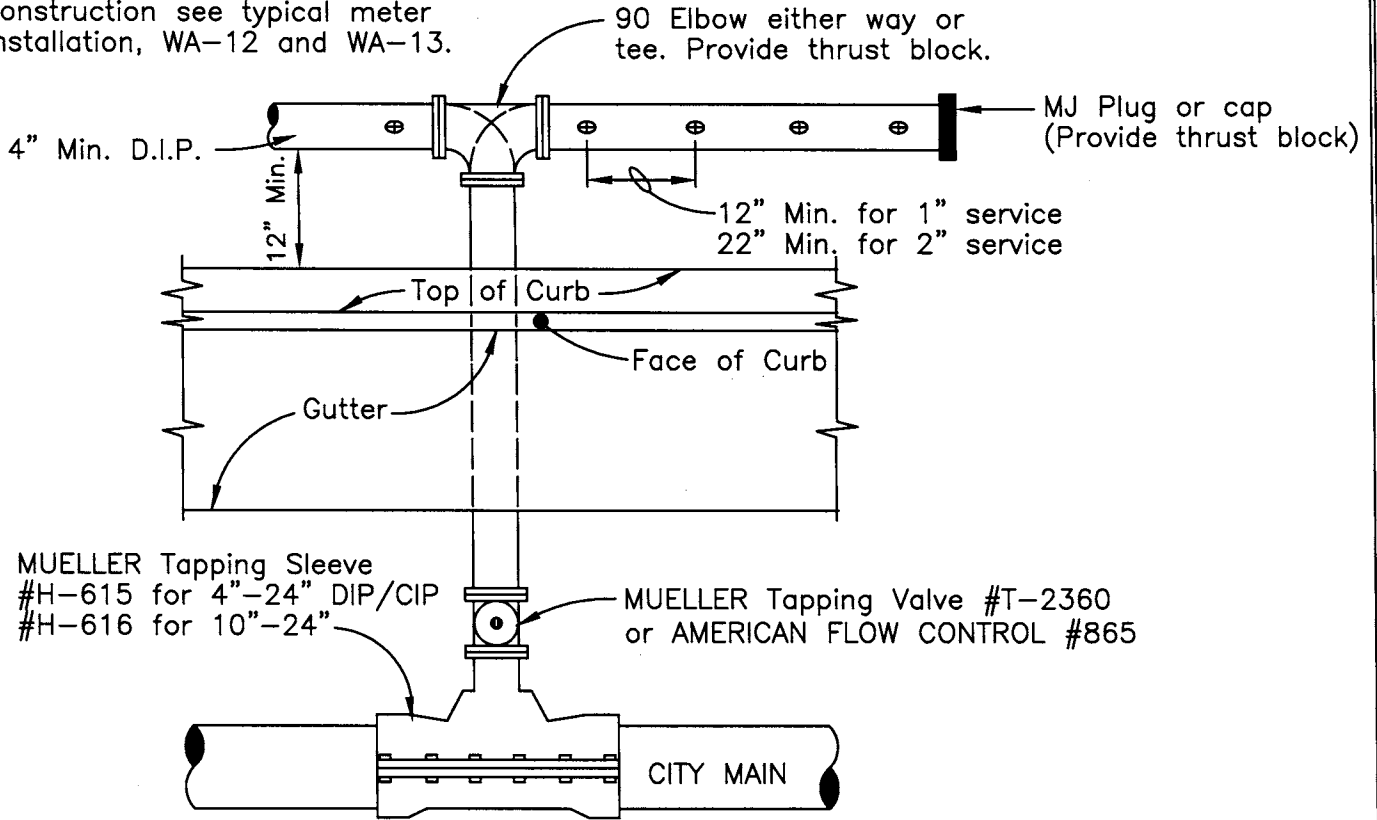 onstruction see typical meter
nstallation, WA-12 and WA-13.
90 Elbow either way or
tee. Provide thrust block.
MJ Plug or cap
(Provide thrust block)
4" Min. D.I.P.
12" Min.
12" Min. for 1" service
22" Min. for 2" service
Top of Curb
Face of Curb
Gutter
MUELLER Tapping Sleeve
#H-615 for 4"-24" DIP/CIP
#H-616 for 10"-24"
MUELLER Tapping Valve #T-2360
or AMERICAN FLOW CONTROL #865
CITY MAIN